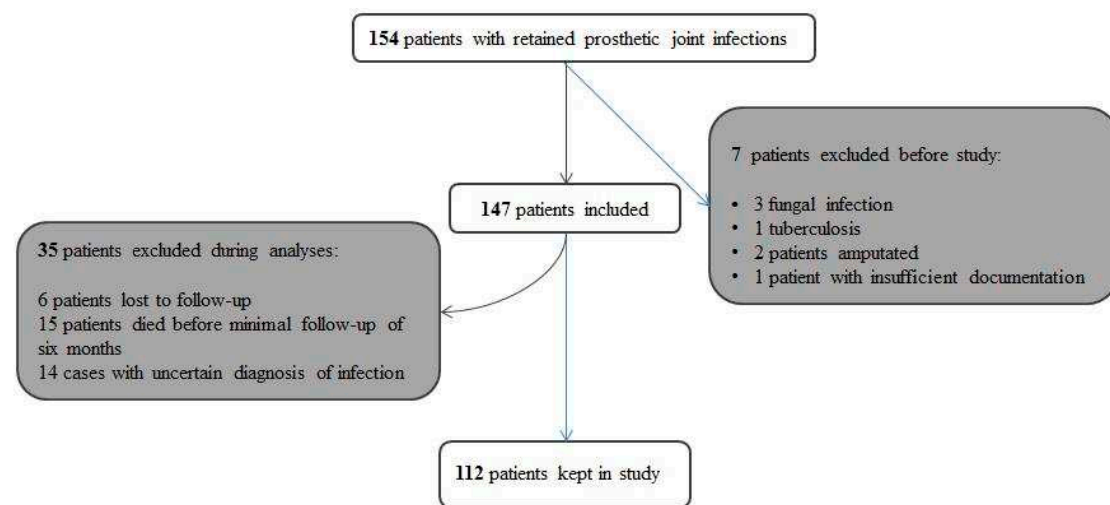 154 patients with retained prosthetic joint infections
7 patients excluded before study:
• 3 fungal infection
• 1 tuberculosis
• 2 patients amputated
• 1 patient with insufficient documentation
147 patients included
35 patients excluded during analyses:
6 patients lost to follow-up
15 patients died before minimal follow-up of
six months
14 cases with uncertain diagnosis of infection
112 patients kept in study